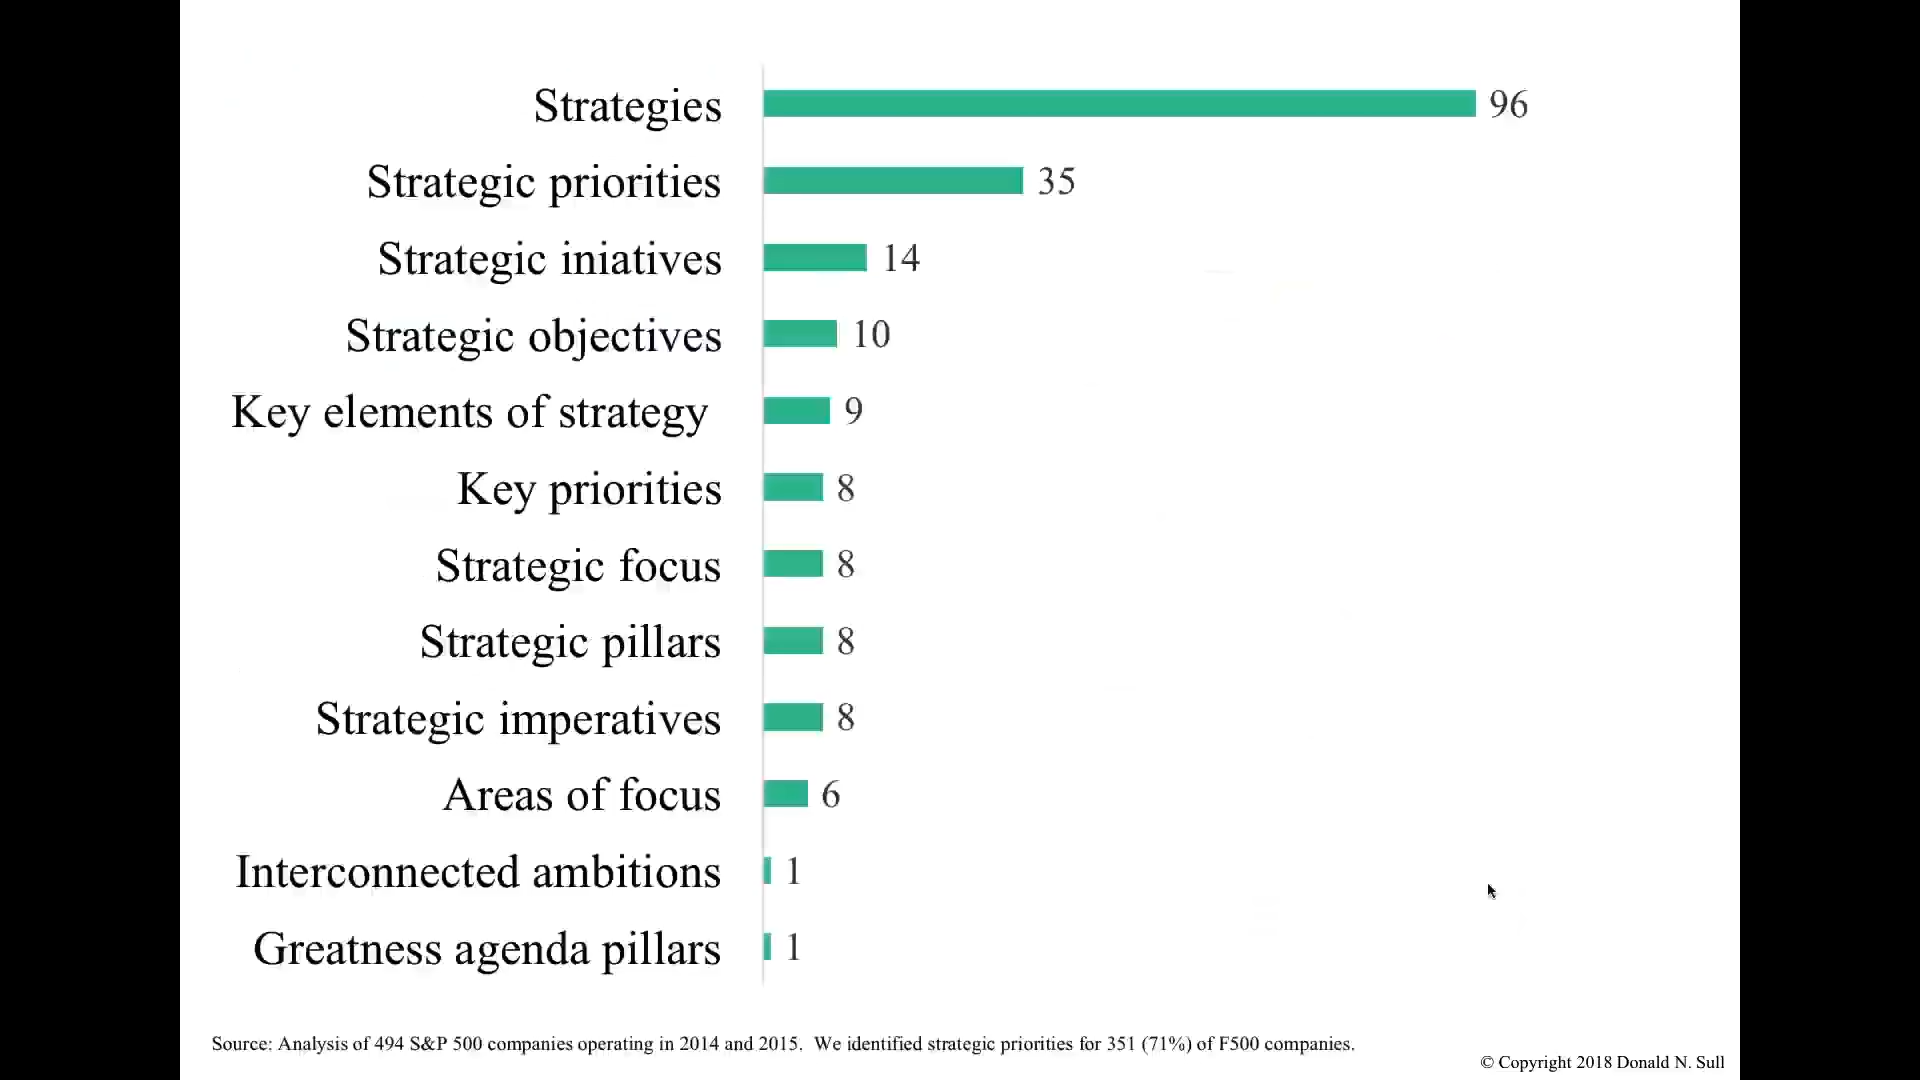 Strategies 96
Strategic priorities 35
Strategic iniatives 14
Strategic objectives 10
Key elements of strategy 9
Key priorities 8
Strategic focus 8
Strategic pillars 8
Strategic imperatives 8
Areas of focus 6
Interconnected ambitions 1
Greatness agenda pillars 1
Source: Analysis of 494 S&P 500 companies operating in 2014 and 2015.  We identified strategic priorities for 351 (71%) of F500 companies.
© Copyright 2018 Donald N. Sull